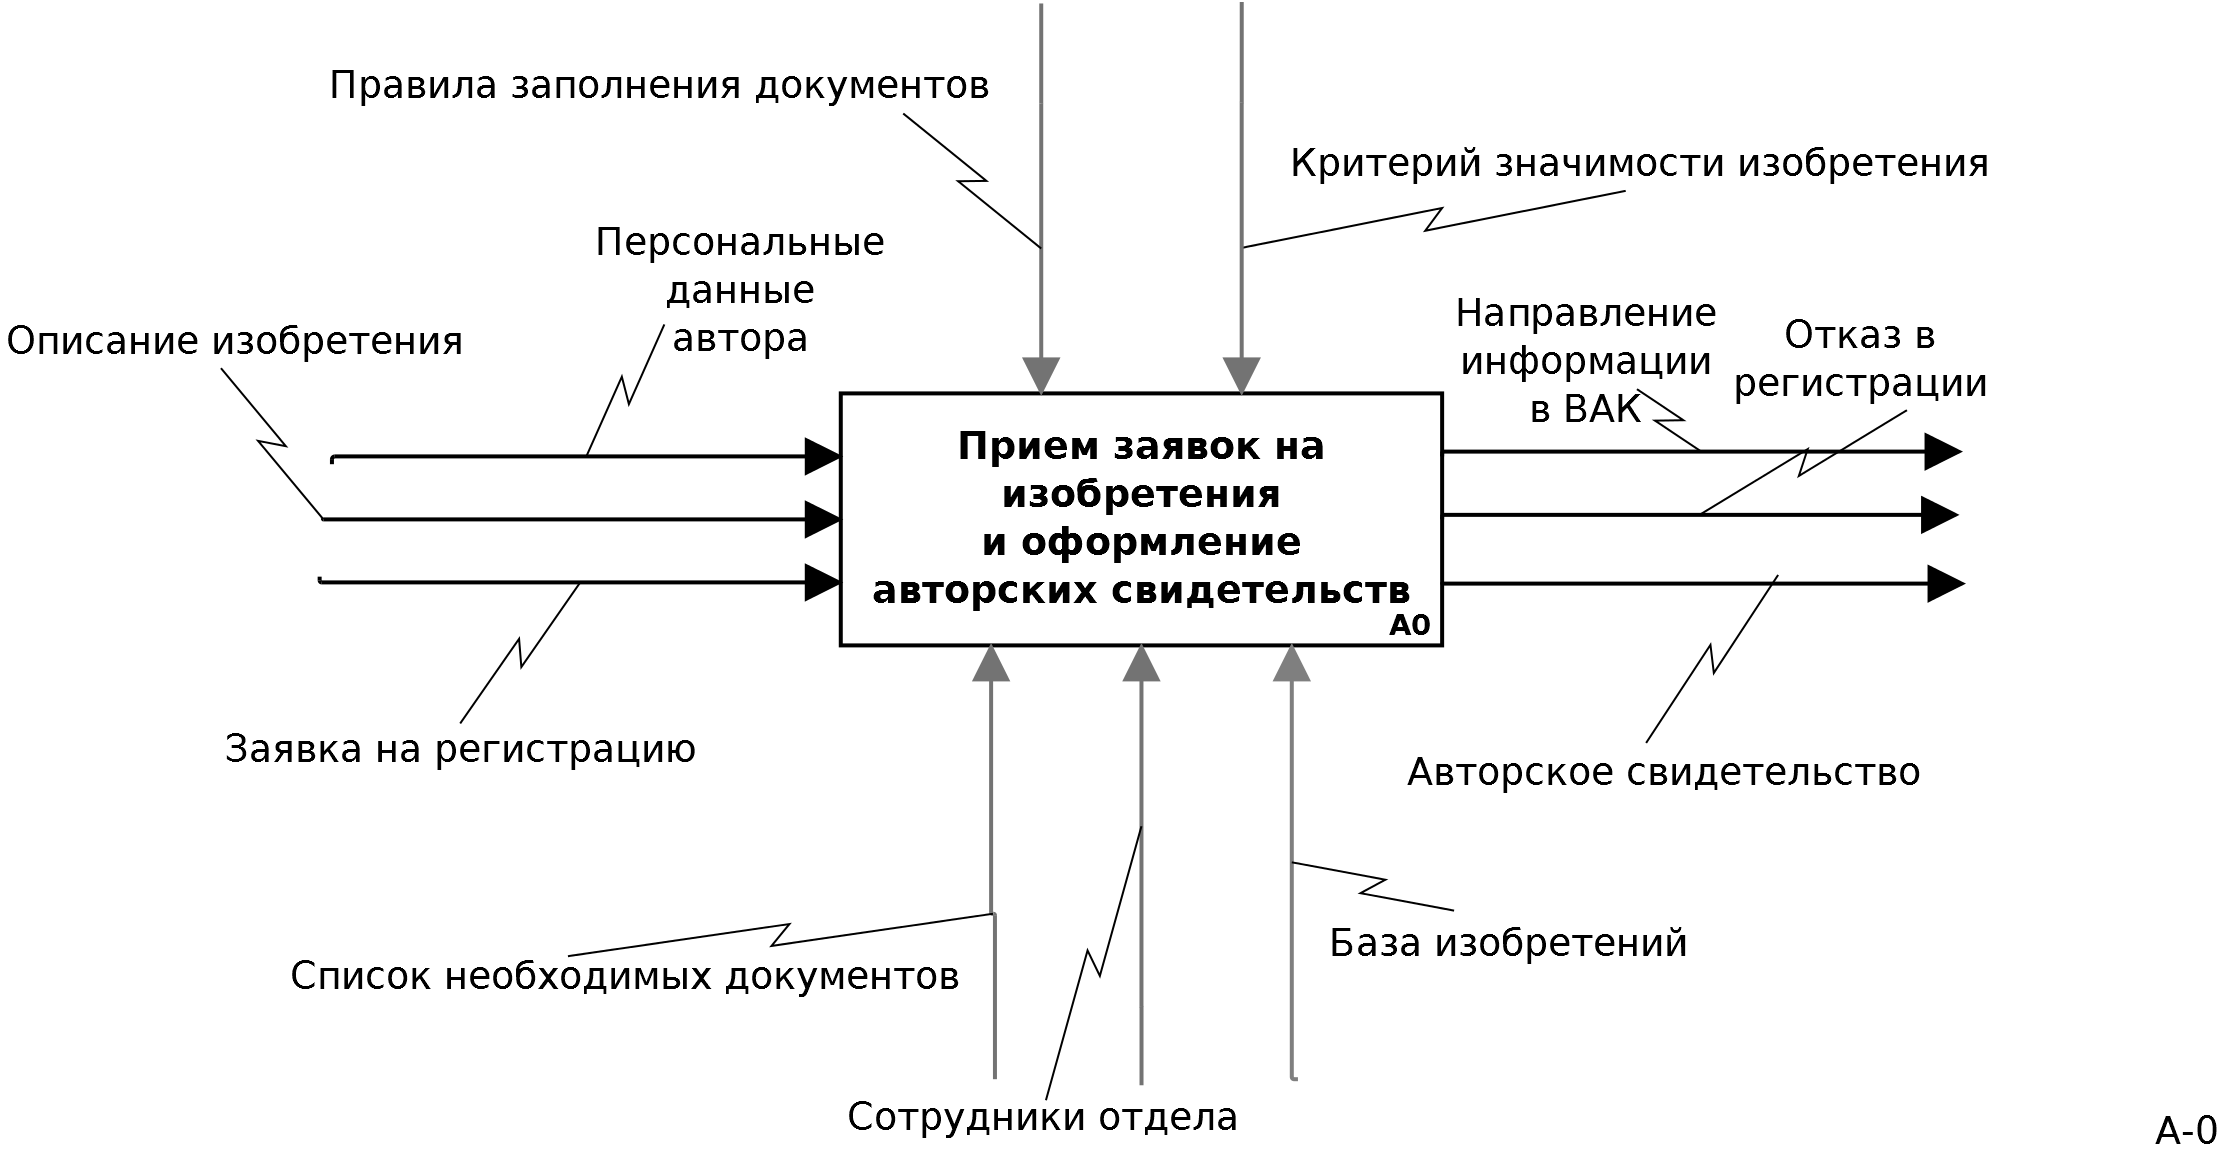 Правила заполнения документов
Критерий значимости изобретения
Персональные
данные
автора
Описание изобретения
Направление
информации
в ВАК
Отказ в
регистрации
Прием заявок на
изобретения
и оформление
авторских свидетельств
A0
Заявка на регистрацию
Авторское свидетельство
База изобретений
Список необходимых документов
Сотрудники отдела
A-0